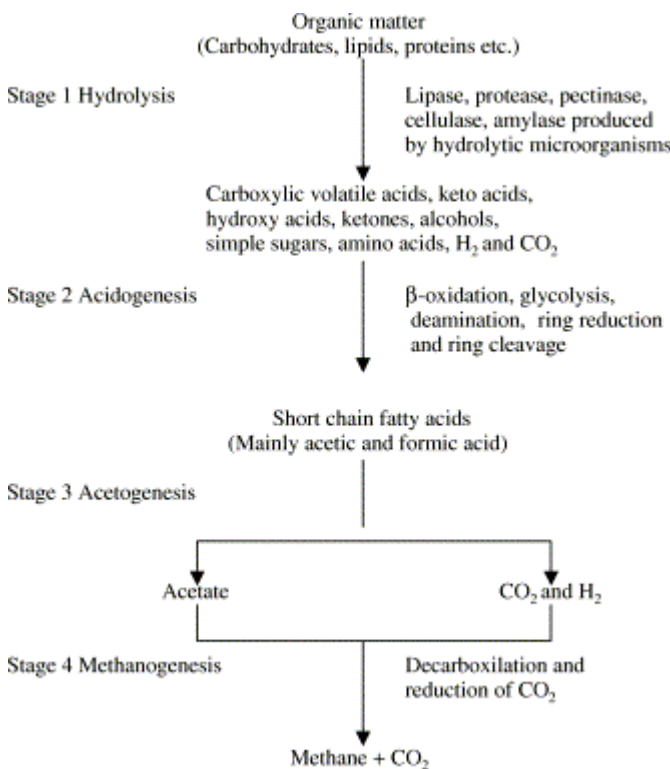 Organic matter
(Carbohydrates, lipids, proteins etc.)
Stage 1 Hydrolysis
Lipase, protease, pectinase,
cellulase, amylase produced
by hydrolytic microorganisms
Carboxylic volatile acids, keto acids,
hydroxy acids, ketones, alcohols,
simple sugars, amino acids, H₂ and CO₂
Stage 2 Acidogenesis
β-oxidation, glycolysis,
deamination, ring reduction
and ring cleavage
Short chain fatty acids
(Mainly acetic and formic acid)
Stage 3 Acetogenesis
Acetate
CO₂ and H₂
Stage 4 Methanogenesis
Decarboxilation and
reduction of CO₂
Methane + CO₂